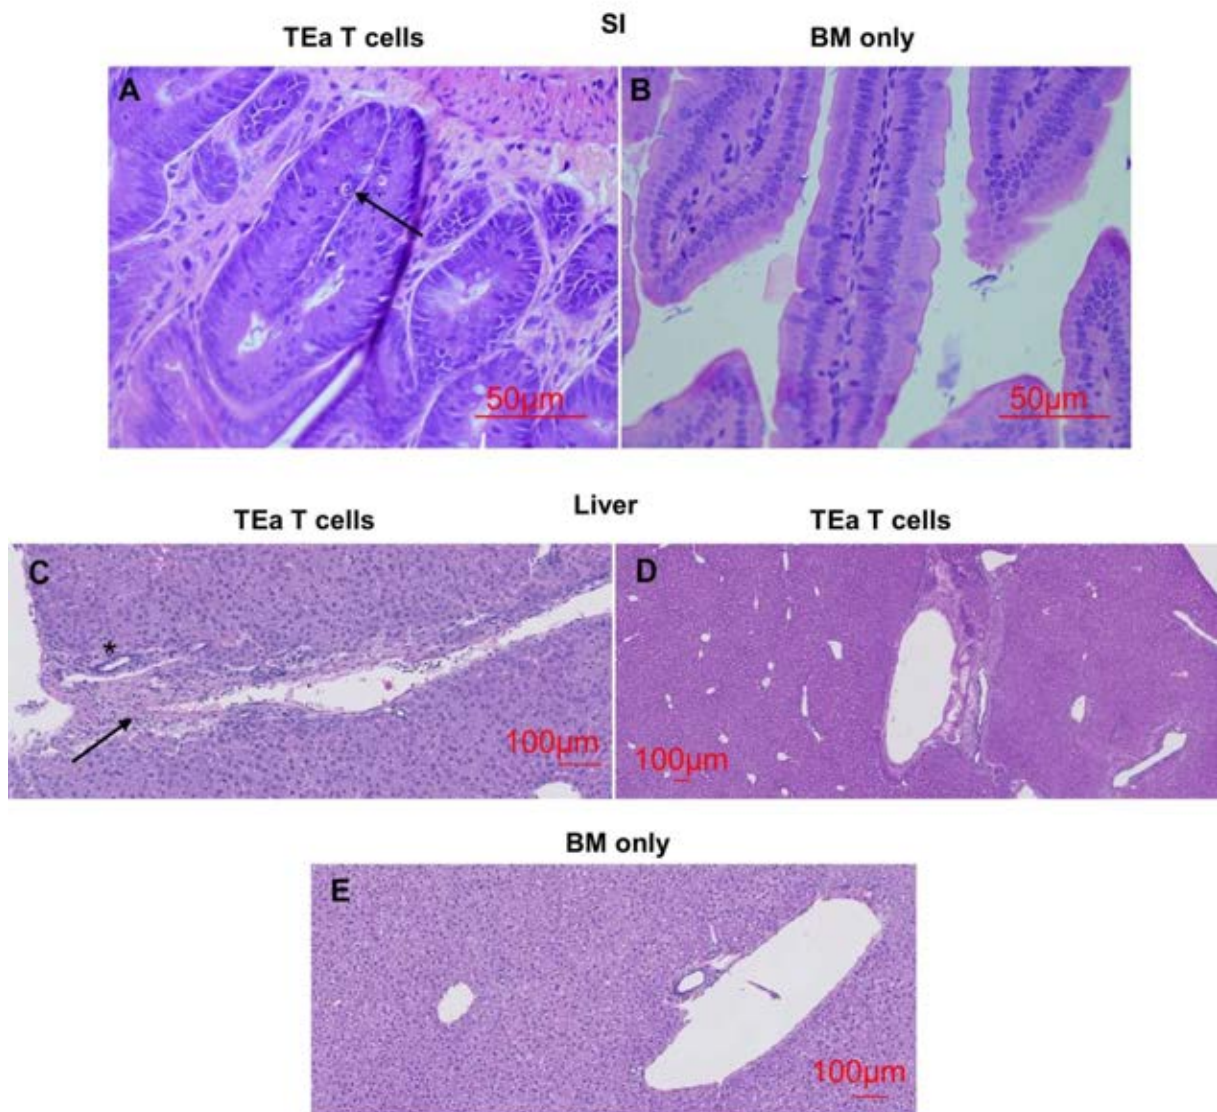 SI
TEa T cells
BM only
A
B
50µm
50µm
Liver
TEa T cells
TEa T cells
C
D
*
100µm
100µm
BM only
E
100µm